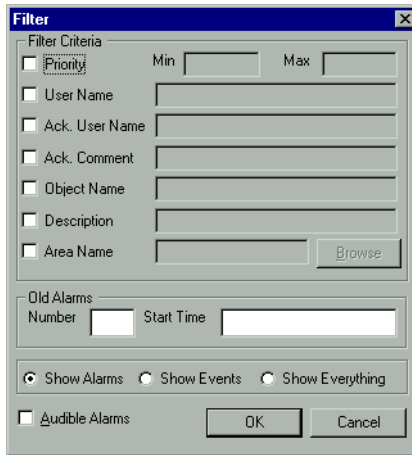 Filter
Filter Criteria
Priority Min Max
User Name
Ack. User Name
Ack. Comment
Object Name
Description
Area Name Browse
Old Alarms
Number Start Time
Show Alarms Show Events Show Everything
Audible Alarms OK Cancel